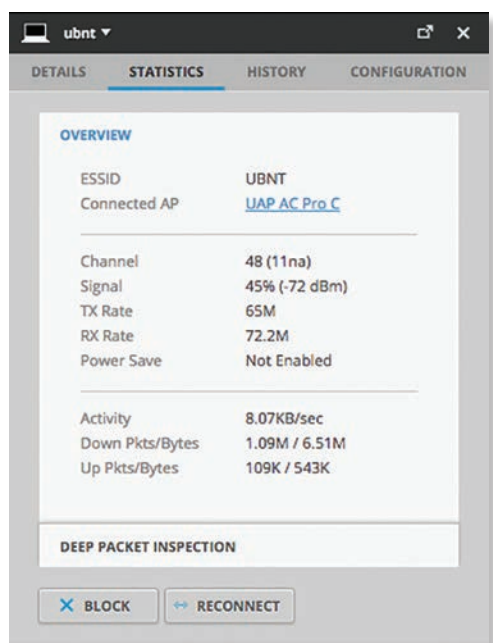 ubnt
DETAILS STATISTICS HISTORY CONFIGURATION
OVERVIEW
ESSID UBNT
Connected AP UAP AC Pro C
Channel 48 (11na)
Signal 45% (-72 dBm)
TX Rate 65M
RX Rate 72.2M
Power Save Not Enabled
Activity 8.07KB/sec
Down Pkts/Bytes 1.09M / 6.51M
Up Pkts/Bytes 109K / 543K
DEEP PACKET INSPECTION
BLOCK RECONNECT